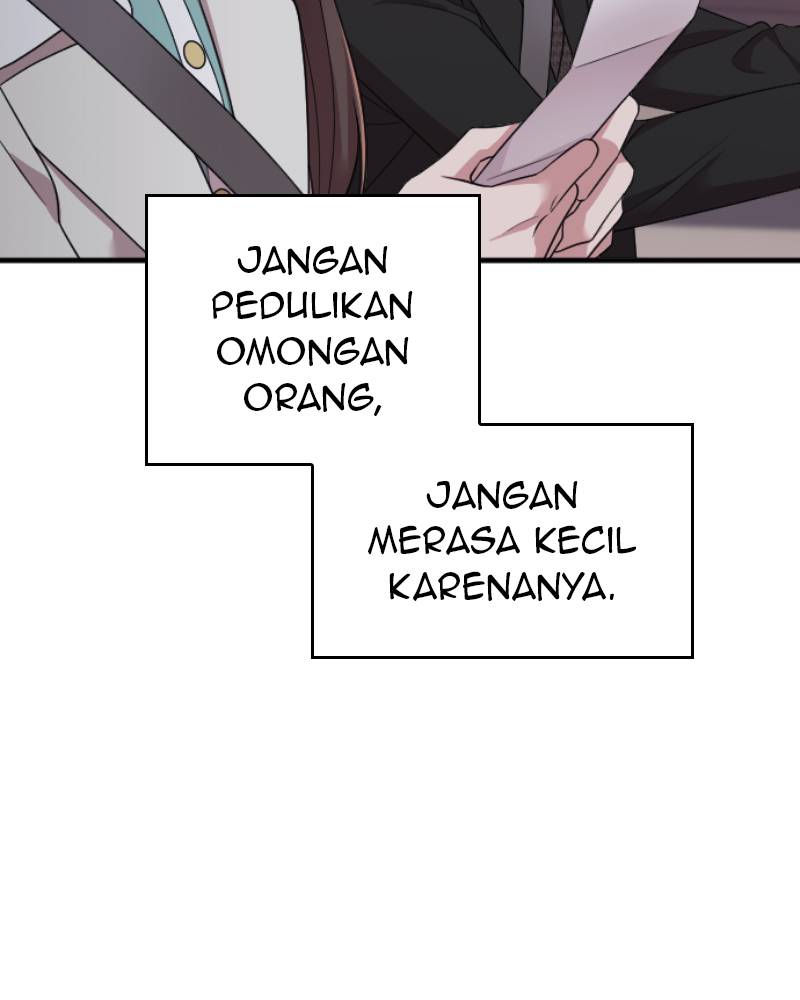 JANGAN
PEDULIKAN
OMONGAN
ORANG,
JANGAN
MERASA KECIL
KARENANYA.